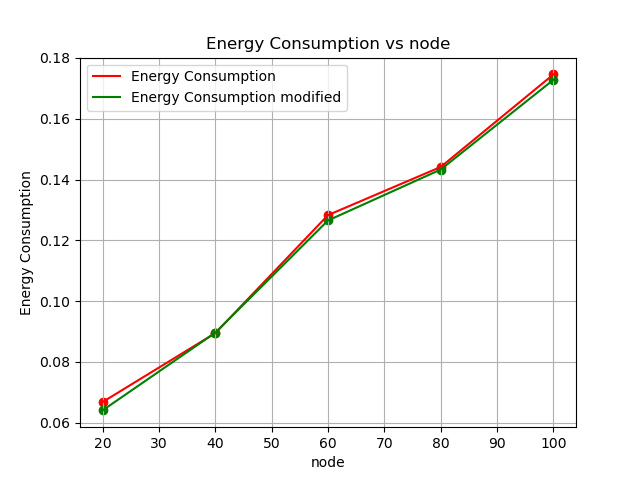 Energy Consumption vs node
Energy Consumption
Energy Consumption modified
0.18
0.16
0.14
0.12
0.10
0.08
0.06
Energy Consumption
20 30 40 50 60 70 80 90 100
node